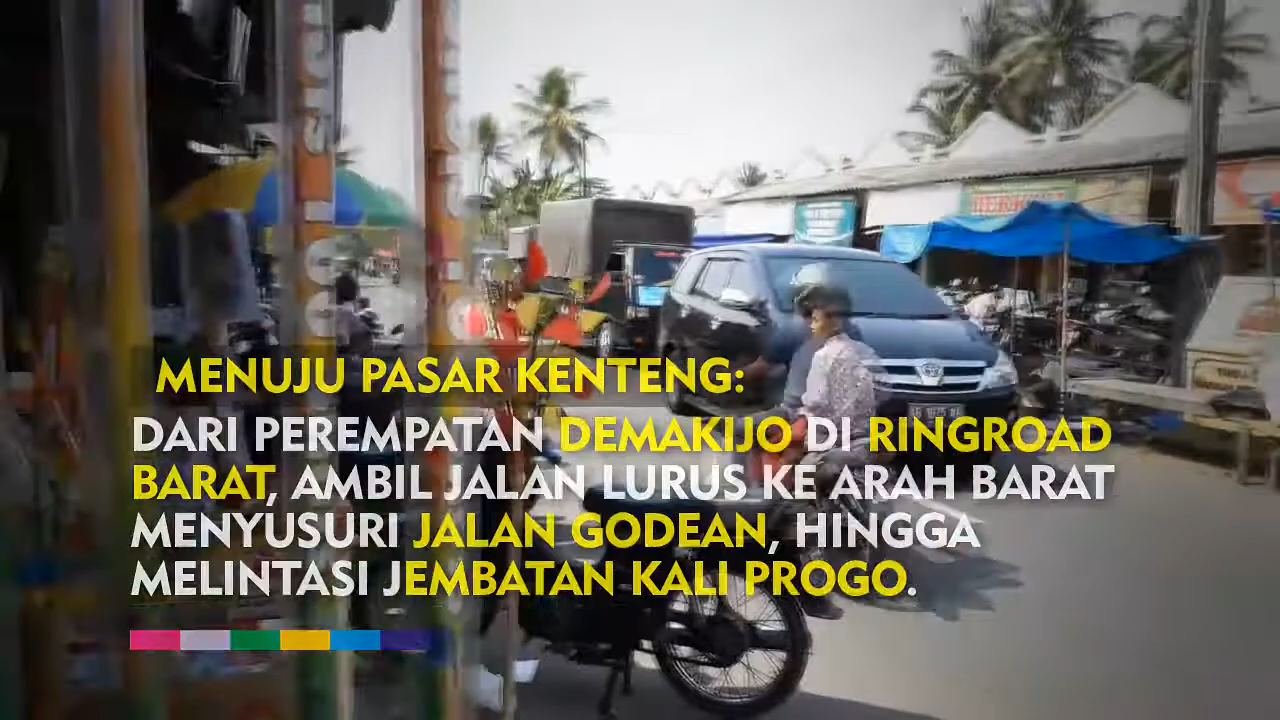 MENUJU PASAR KENTENG:
DARI PEREMPATAN DEMAKIJO DI RINGROAD
BARAT, AMBIL JALAN LURUS KE ARAH BARAT
MENYUSURI JALAN GODEAN, HINGGA
MELINTASI JEMBATAN KALI PROGO.